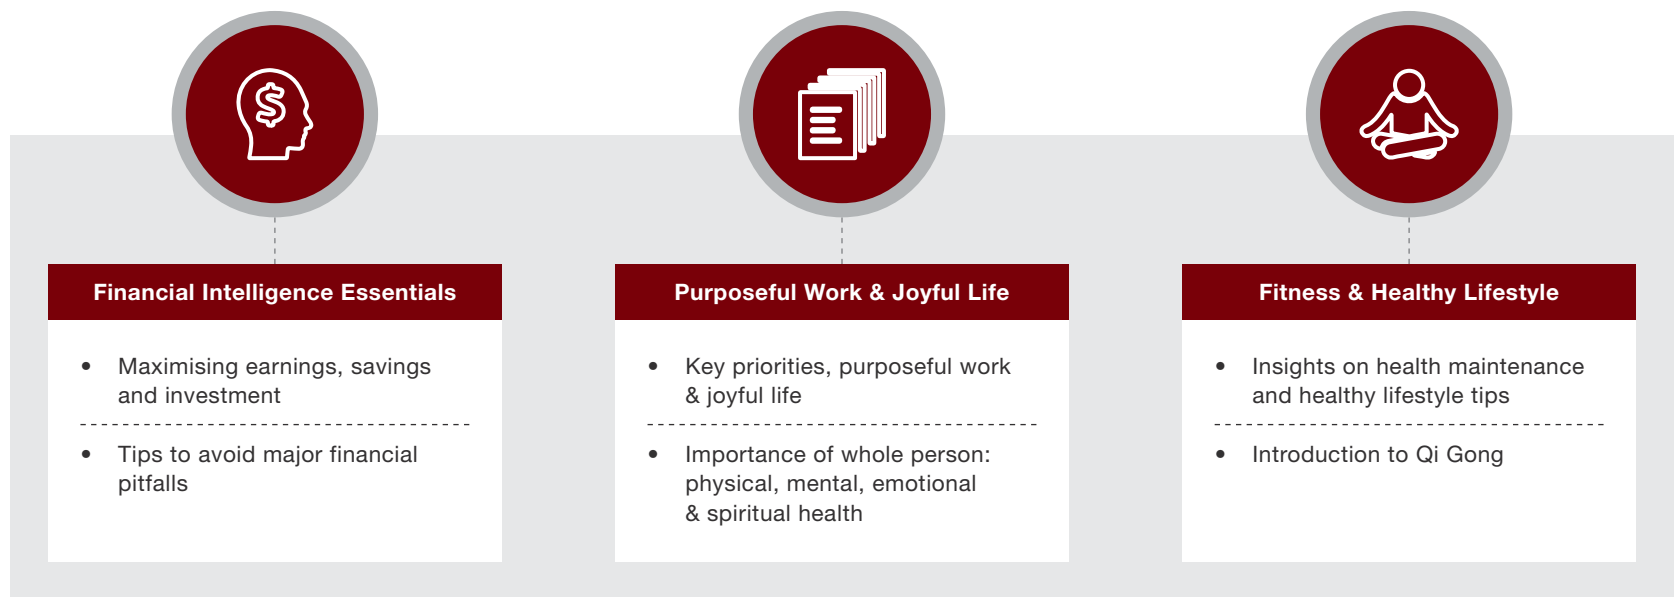 $
Financial Intelligence Essentials
• Maximising earnings, savings
and investment
• Tips to avoid major financial
pitfalls
Purposeful Work & Joyful Life
• Key priorities, purposeful work
& joyful life
• Importance of whole person:
physical, mental, emotional
& spiritual health
Fitness & Healthy Lifestyle
• Insights on health maintenance
and healthy lifestyle tips
• Introduction to Qi Gong